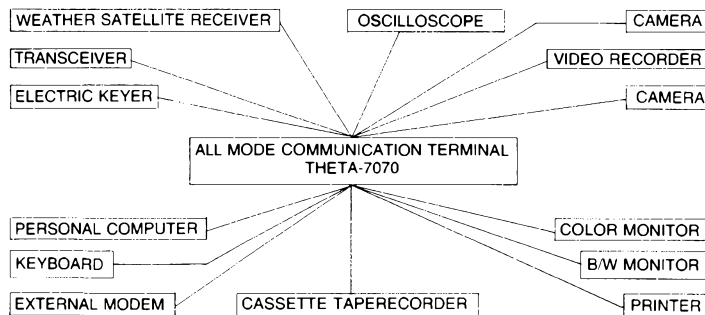 WEATHER SATELLITE RECEIVER
OSCILLOSCOPE
CAMERA
TRANSCEIVER
VIDEO RECORDER
ELECTRIC KEYER
CAMERA
ALL MODE COMMUNICATION TERMINAL
THETA-7070
PERSONAL COMPUTER
COLOR MONITOR
KEYBOARD
B/W MONITOR
EXTERNAL MODEM
CASSETTE TAPERECORDER
PRINTER